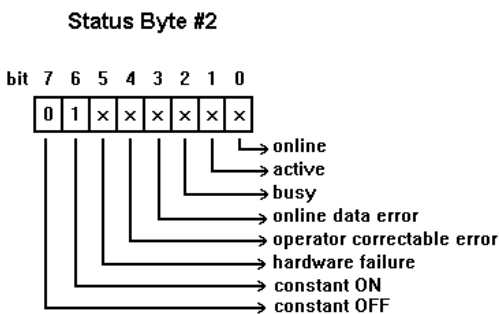 Status Byte #2
bit 7 6 5 4 3 2 1 0
0 1 x x x x x x
online
active
busy
online data error
operator correctable error
hardware failure
constant ON
constant OFF